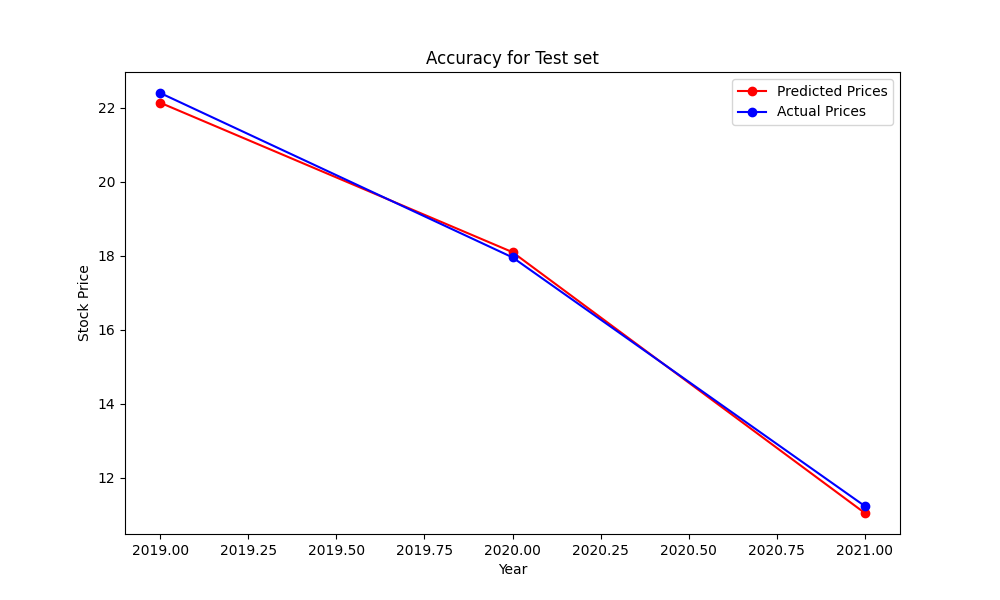 Accuracy for Test set
Predicted Prices
Actual Prices
Stock Price
22
20
18
16
14
12
2019.00 2019.25 2019.50 2019.75 2020.00 2020.25 2020.50 2020.75 2021.00
Year